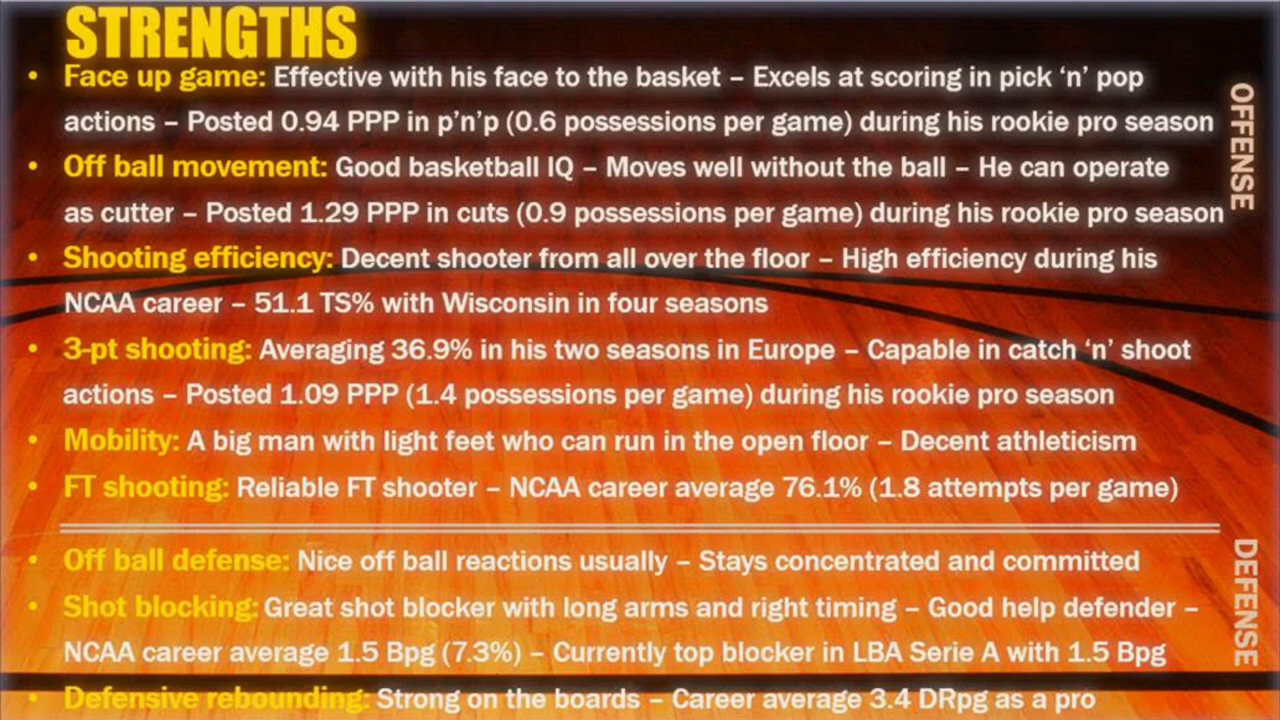 STRENGTHS
• Face up game: Effective with his face to the basket – Excels at scoring in pick ‘n’ pop
actions – Posted 0.94 PPP in p’n’p (0.6 possessions per game) during his rookie pro season
• Off ball movement: Good basketball IQ – Moves well without the ball – He can operate
as cutter – Posted 1.29 PPP in cuts (0.9 possessions per game) during his rookie pro season
• Shooting efficiency: Decent shooter from all over the floor – High efficiency during his
NCAA career – 51.1 TS% with Wisconsin in four seasons
• 3-pt shooting: Averaging 36.9% in his two seasons in Europe – Capable in catch ‘n’ shoot
actions – Posted 1.09 PPP (1.4 possessions per game) during his rookie pro season
• Mobility: A big man with light feet who can run in the open floor – Decent athleticism
• FT shooting: Reliable FT shooter – NCAA career average 76.1% (1.8 attempts per game)
OFFENSE
• Off ball defense: Nice off ball reactions usually – Stays concentrated and committed
• Shot blocking: Great shot blocker with long arms and right timing – Good help defender –
NCAA career average 1.5 Bpg (7.3%) – Currently top blocker in LBA Serie A with 1.5 Bpg
• Defensive rebounding: Strong on the boards – Career average 3.4 DRpg as a pro
DEFENSE